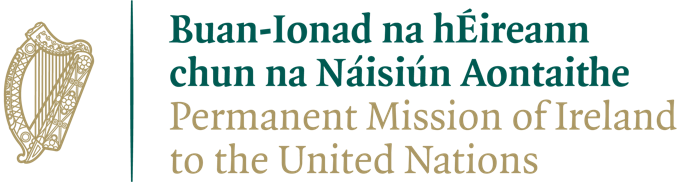 Buan-Ionad na hÉireann
chun na Náisiún Aontaithe
Permanent Mission of Ireland
to the United Nations